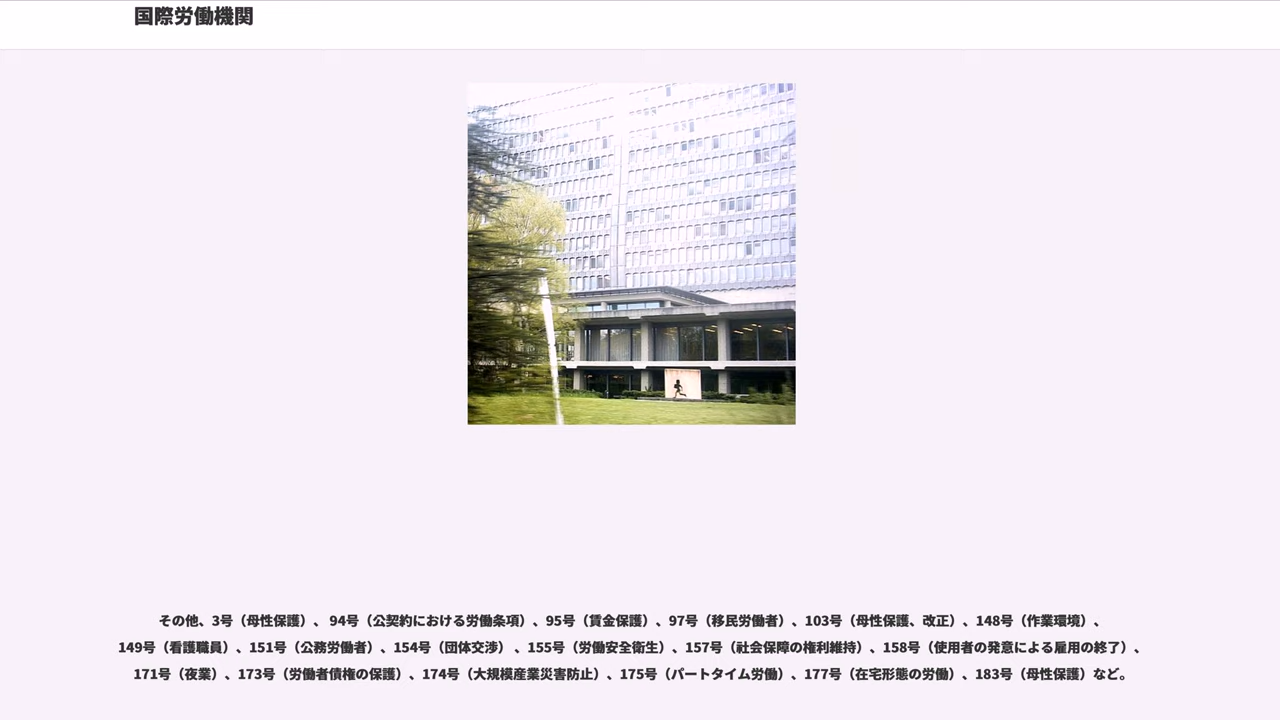 国際労働機関
その他、3号（母性保護）、 94号（公契約における労働条項）、95号（賃金保護）、97号（移民労働者）、103号（母性保護、改正）、148号（作業環境）、
149号（看護職員）、151号（公務労働者）、154号（団体交渉） 、155号（労働安全衛生）、157号（社会保障の権利維持）、158号（使用者の発意による雇用の終了）、
171号（夜業）、173号（労働者債権の保護）、174号（大規模産業災害防止）、175号（パートタイム労働）、177号（在宅形態の労働）、183号（母性保護）など。